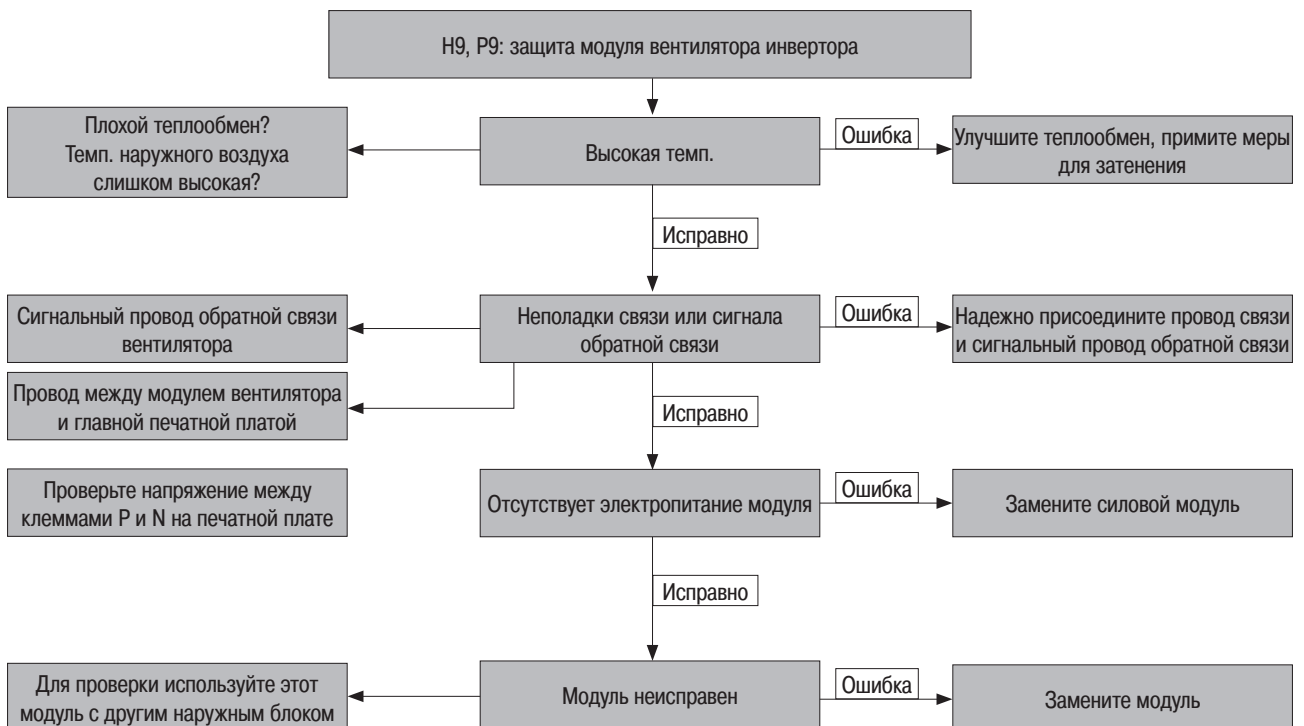 H9, P9: защита модуля вентилятора инвертора
Плохой теплообмен?
Темп. наружного воздуха
слишком высокая?
Высокая темп.
Ошибка
Улучшите теплообмен, примите меры
для затенения
Исправно
Сигнальный провод обратной связи
вентилятора
Неполадки связи или сигнала
обратной связи
Ошибка
Надежно присоедините провод связи
и сигнальный провод обратной связи
Провод между модулем вентилятора
и главной печатной платой
Исправно
Проверьте напряжение между
клеммами P и N на печатной плате
Отсутствует электропитание модуля
Ошибка
Замените силовой модуль
Исправно
Для проверки используйте этот
модуль с другим наружным блоком
Модуль неисправен
Ошибка
Замените модуль